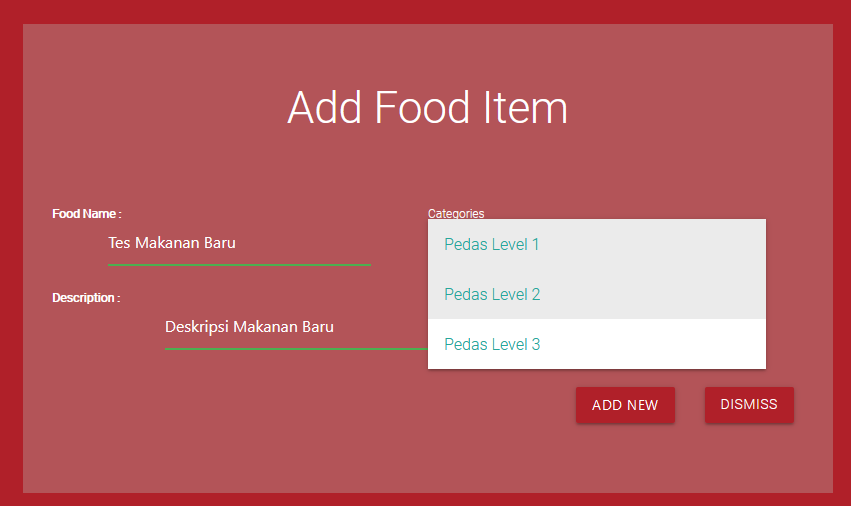 Add Food Item
Food Name :
Tes Makanan Baru
Description :
Deskripsi Makanan Baru
Categories
Pedas Level 1
Pedas Level 2
Pedas Level 3
ADD NEW
DISMISS